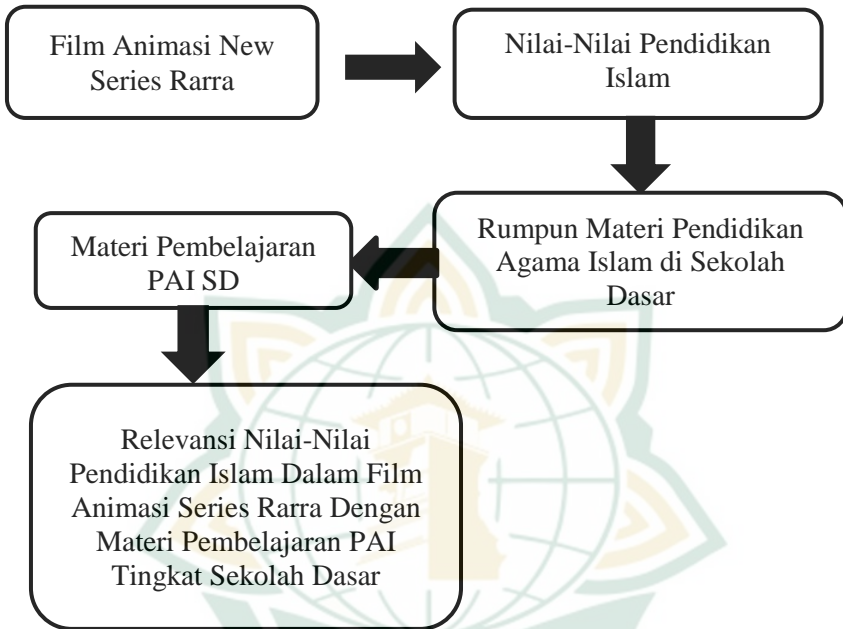 Film Animasi New
Series Rarra
Nilai-Nilai Pendidikan
Islam
Rumpun Materi Pendidikan
Agama Islam di Sekolah
Dasar
Materi Pembelajaran
PAI SD
Relevansi Nilai-Nilai
Pendidikan Islam Dalam Film
Animasi Series Rarra Dengan
Materi Pembelajaran PAI
Tingkat Sekolah Dasar